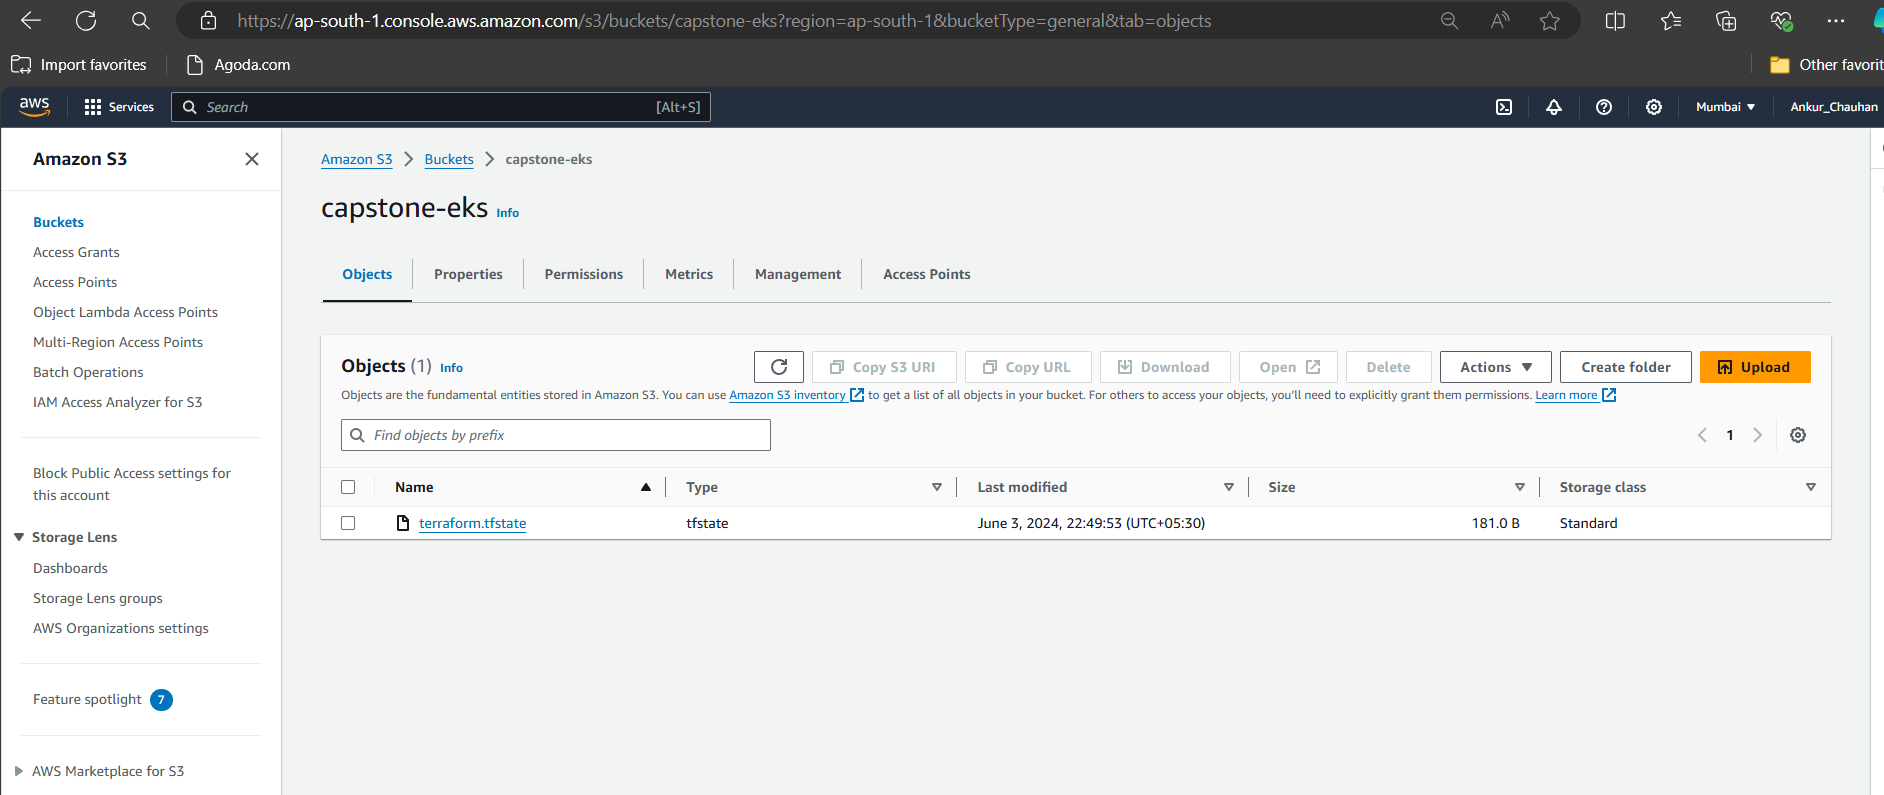 https://ap-south-1.console.aws.amazon.com/s3/buckets/capstone-eks?region=ap-south-1&bucketType=general&tab=objects
Import favorites
Agoda.com
Other favorit
aws
Services
Search
[Alt+S]
Mumbai
Ankur_Chauhan
Amazon S3
Buckets
Access Grants
Access Points
Object Lambda Access Points
Multi-Region Access Points
Batch Operations
IAM Access Analyzer for S3
Block Public Access settings for
this account
Storage Lens
Dashboards
Storage Lens groups
AWS Organizations settings
Feature spotlight 7
AWS Marketplace for S3
Amazon S3 > Buckets > capstone-eks
capstone-eks Info
Objects
Properties
Permissions
Metrics
Management
Access Points
Objects (1) Info
Copy S3 URI
Copy URL
Download
Open
Delete
Actions
Create folder
Upload
Objects are the fundamental entities stored in Amazon S3. You can use Amazon S3 inventory to get a list of all objects in your bucket. For others to access your objects, you'll need to explicitly grant them permissions. Learn more
Find objects by prefix
1
Name
Type
Last modified
Size
Storage class
terraform.tfstate
tfstate
June 3, 2024, 22:49:53 (UTC+05:30)
181.0 B
Standard